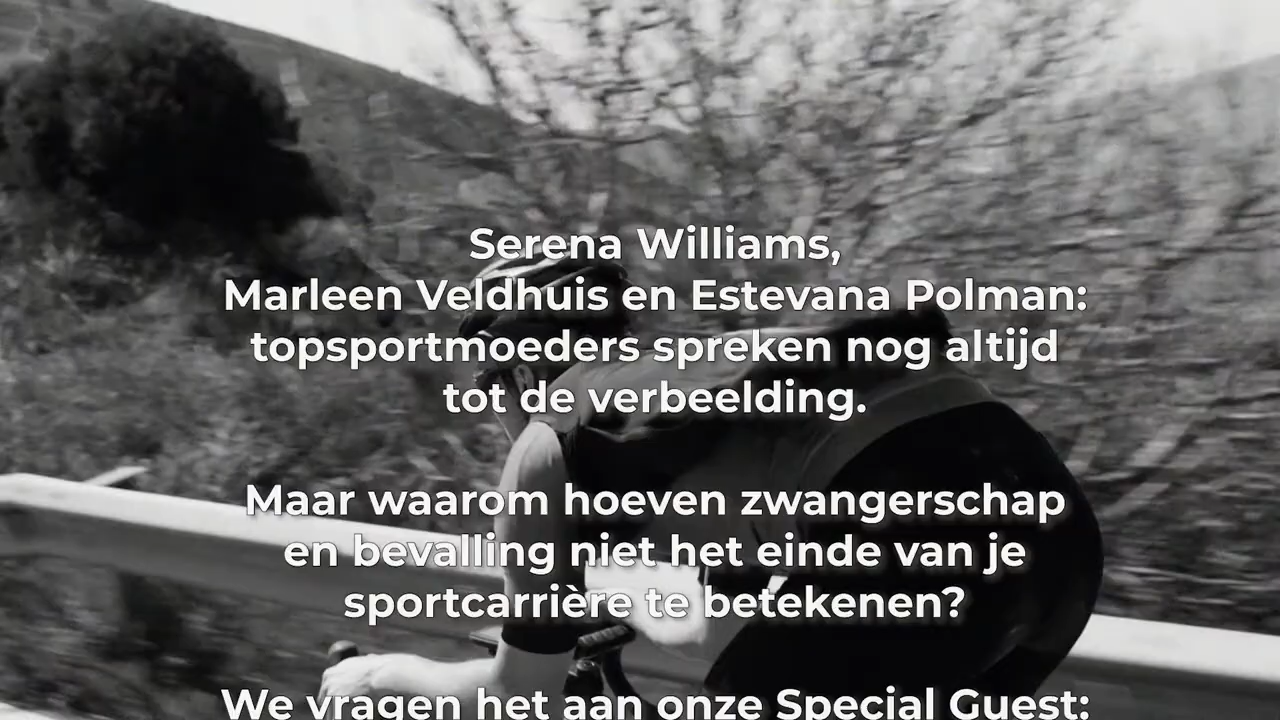 Serena Williams,
Marleen Veldhuis en Estevana Polman:
topsportmoeders spreken nog altijd
tot de verbeelding.
Maar waarom hoeven zwangerschap
en bevalling niet het einde van je
sportcarrière te betekenen?
We vragen het aan onze Special Guest: